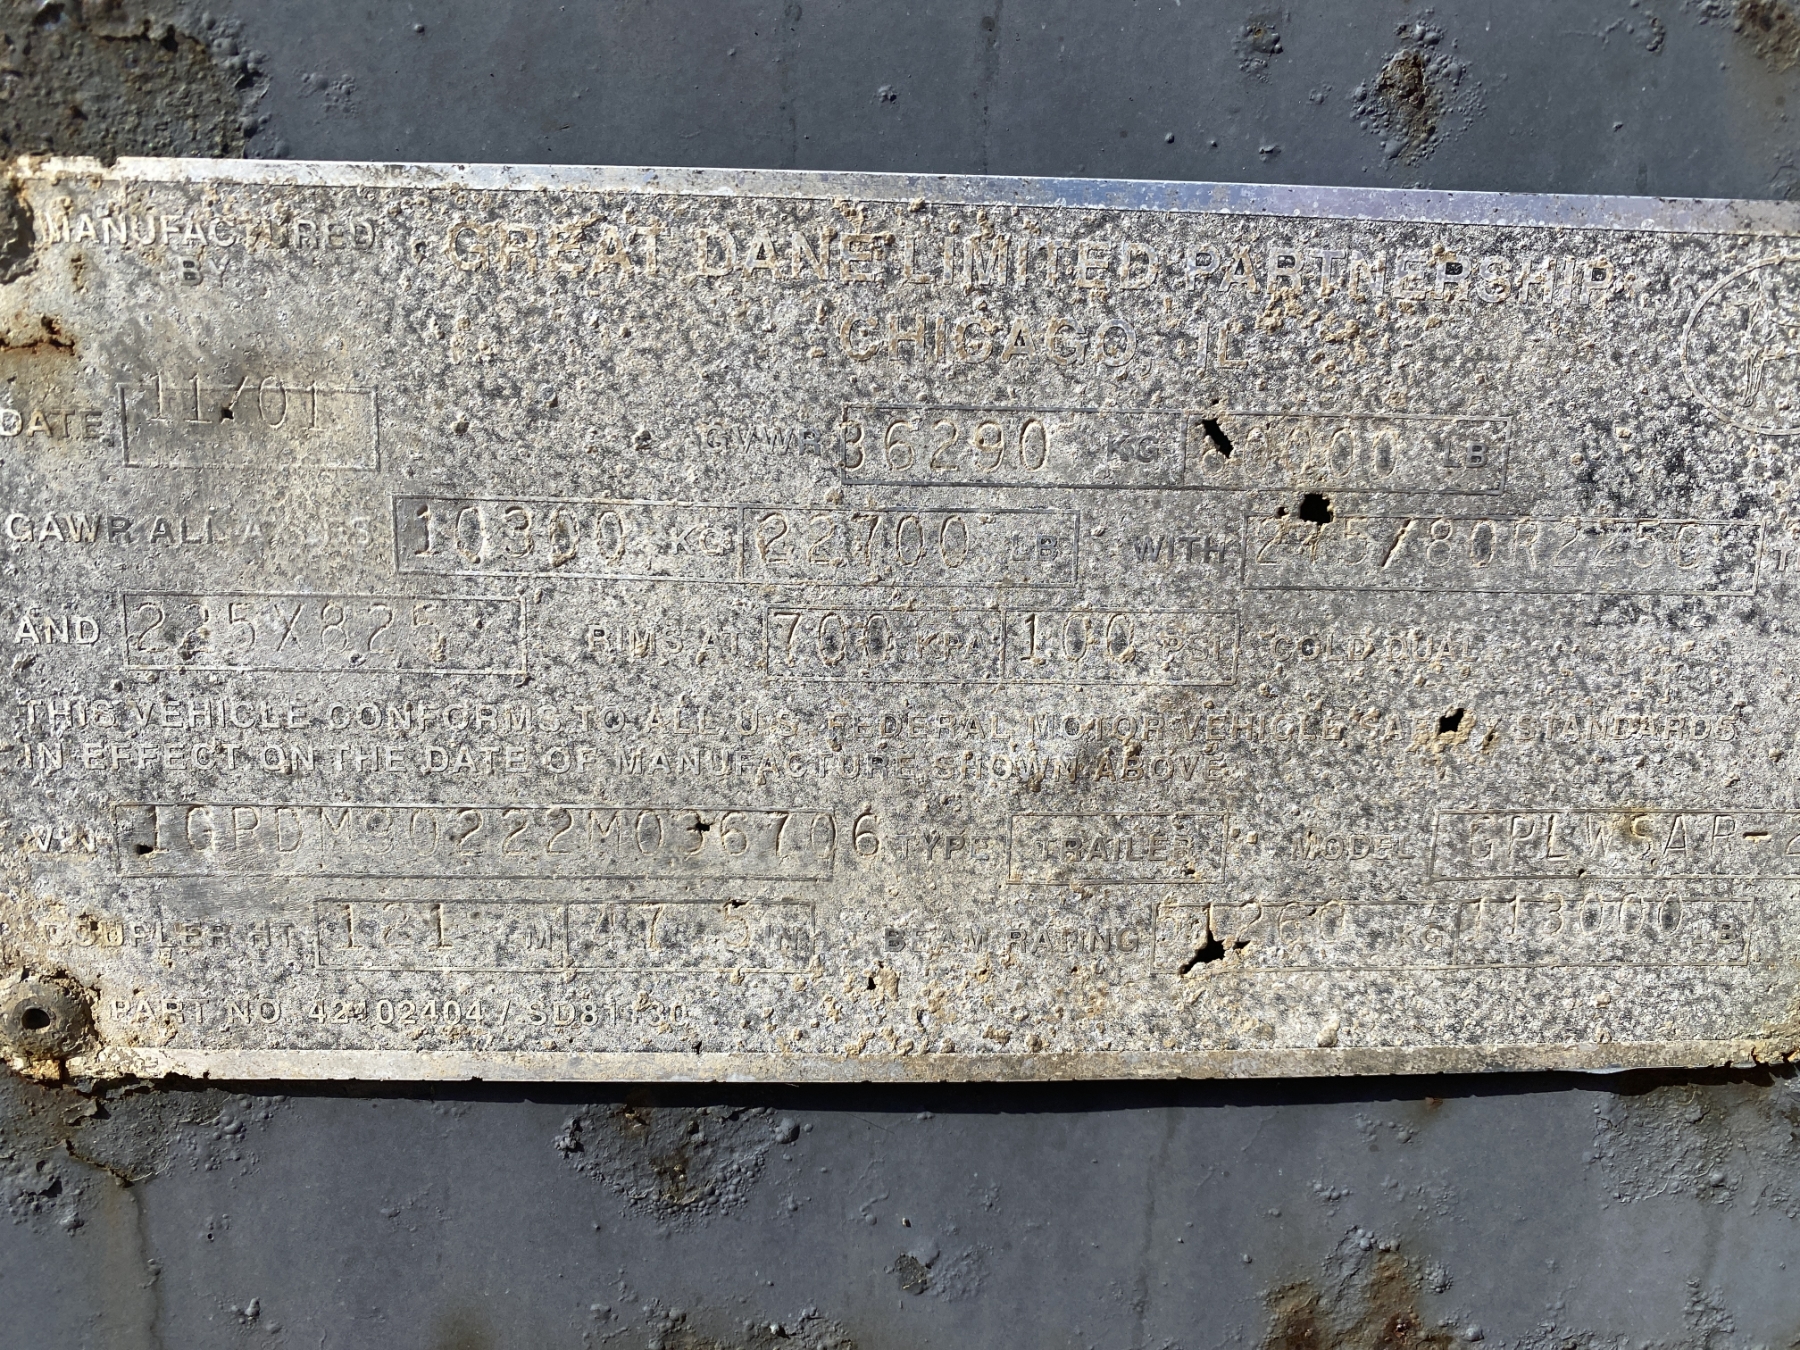 MANUFACTURED BY GREAT DANE LIMITED PARTNERSHIP
CHICAGO, IL
DATE 11/01 GVWR 36290 KG LB
GAWR ALL AXLES 10300 KG 22700 LB WITH
AND RIMS AT 700 KPA 100 PSI COLD DUAL
THIS VEHICLE CONFORMS TO ALL U.S. FEDERAL MOTOR VEHICLE SAFETY STANDARDS
IN EFFECT ON THE DATE OF MANUFACTURE SHOWN ABOVE
VIN TYPE TRAILER MODEL
COUPLER HT 121 M 47 5 IN BEAM RATING KG 113000 LB
PART NO.